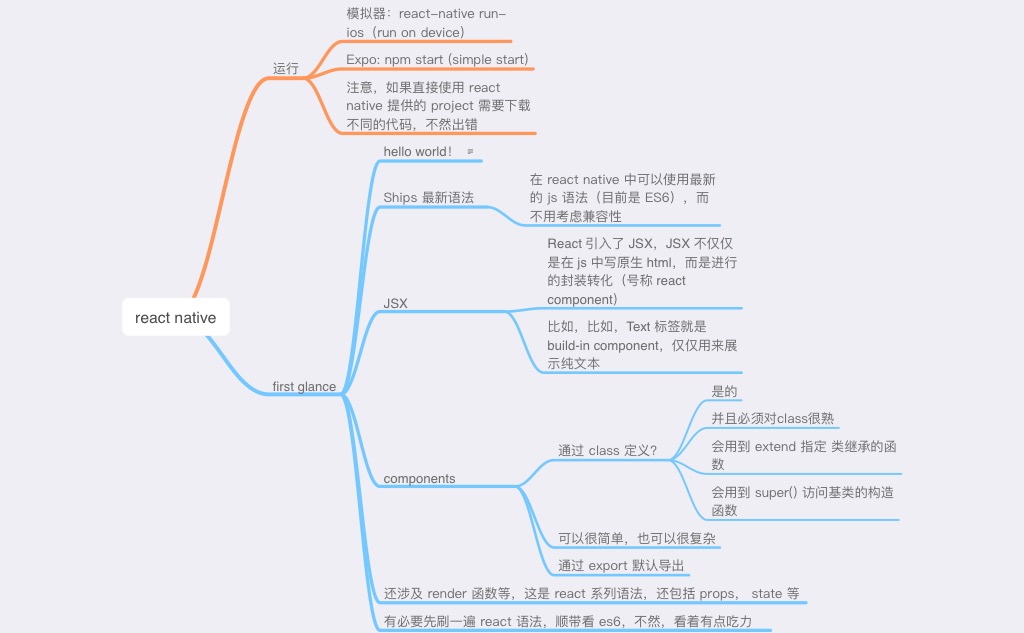 模拟器：react-native run-
ios（run on device）
Expo: npm start (simple start)
运行
注意，如果直接使用 react
native 提供的 project 需要下载
不同的代码，不然出错
hello world！
Ships 最新语法
在 react native 中可以使用最新
的 js 语法（目前是 ES6），而
不用考虑兼容性
React 引入了 JSX，JSX 不仅仅
是在 js 中写原生 html，而是进行
的封装转化（号称 react
component）
JSX
比如，比如，Text 标签就是
build-in component，仅仅用来展
示纯文本
react native
first glance
是的
并且必须对class很熟
通过 class 定义？
会用到 extend 指定 类继承的函
数
会用到 super() 访问基类的构造
函数
components
可以很简单，也可以很复杂
通过 export 默认导出
还涉及 render 函数等，这是 react 系列语法，还包括 props， state 等
有必要先刷一遍 react 语法，顺带看 es6，不然，看着有点吃力